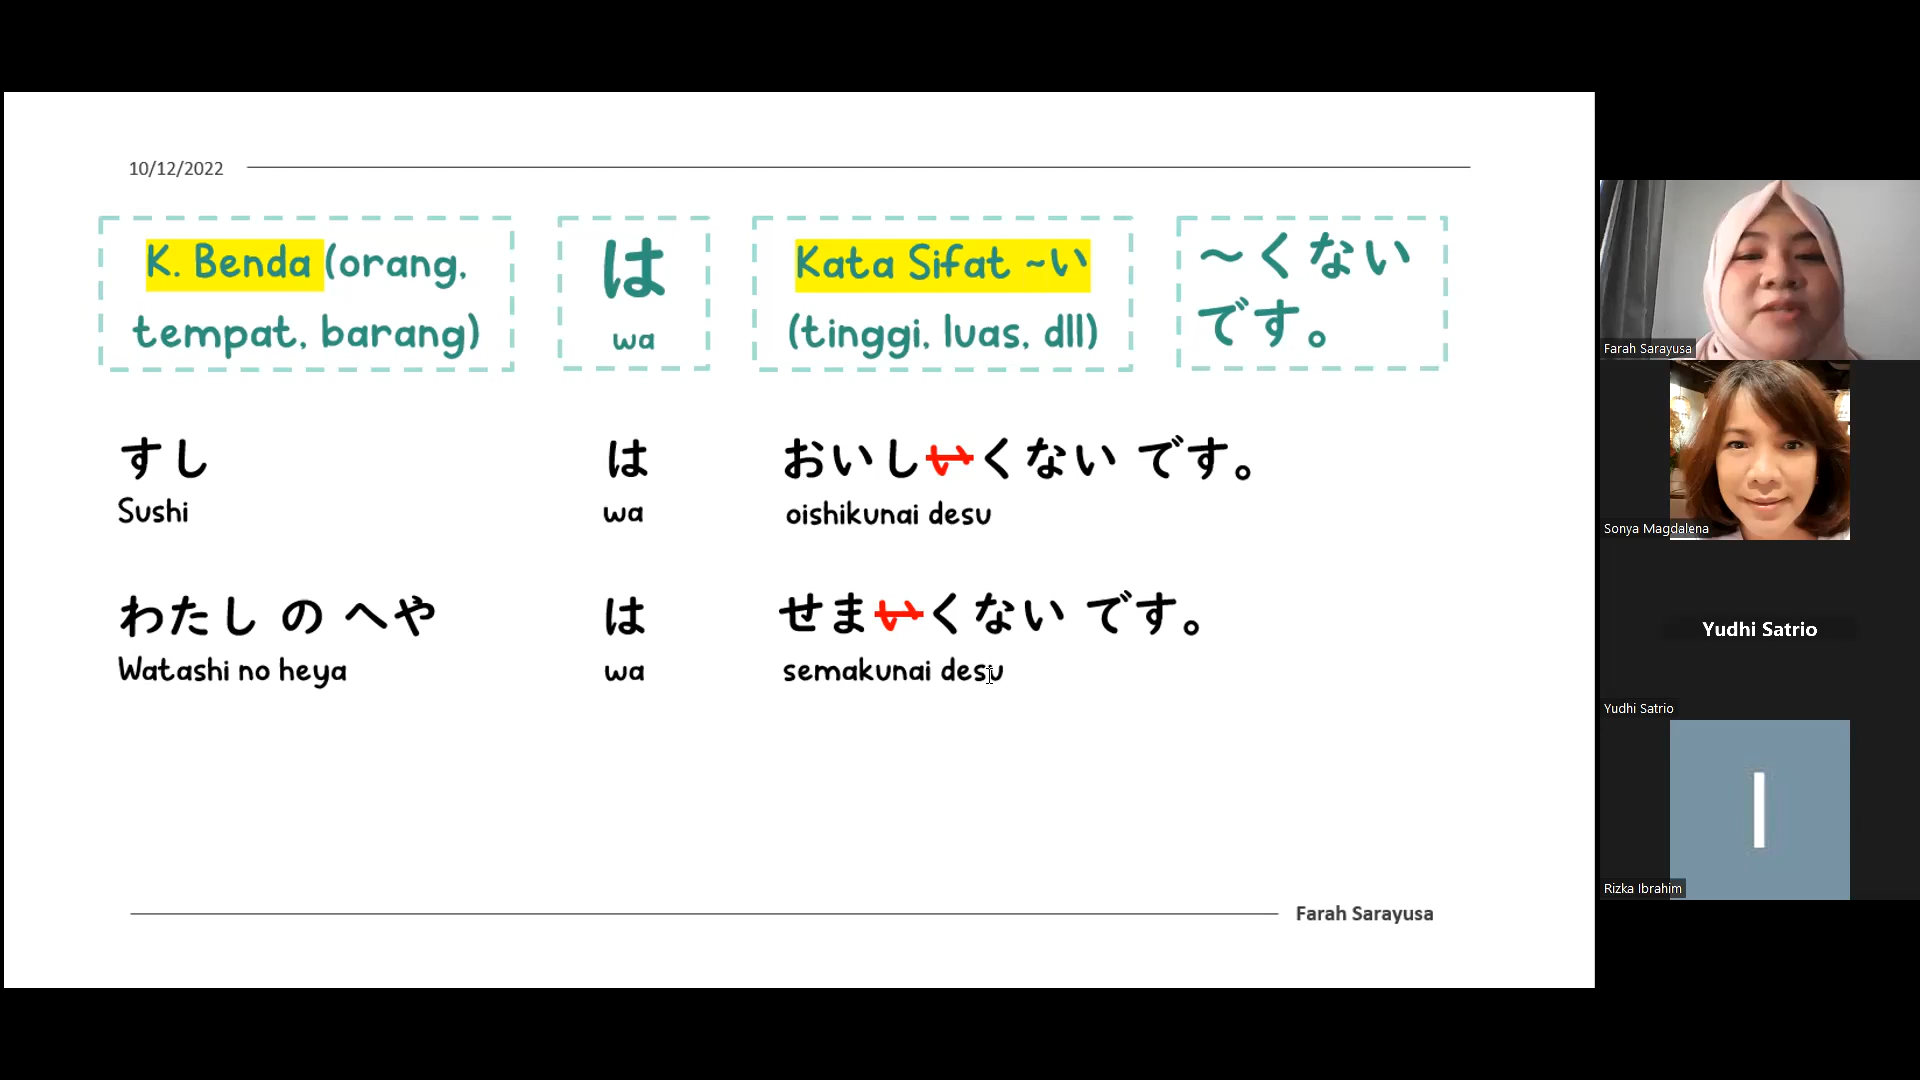 10/12/2022
K. Benda (orang, tempat, barang)
は
wa
Kata Sifat ~い
(tinggi, luas, dll)
~くない
です。
すし は おいしいくない です。
Sushi wa oishikunai desu
わたし の へや は せまいくない です。
Watashi no heya wa semakunai desu
Farah Sarayusa
Farah Sarayusa
Sonya Magdalena
Yudhi Satrio
Yudhi Satrio
I
Rizka Ibrahim